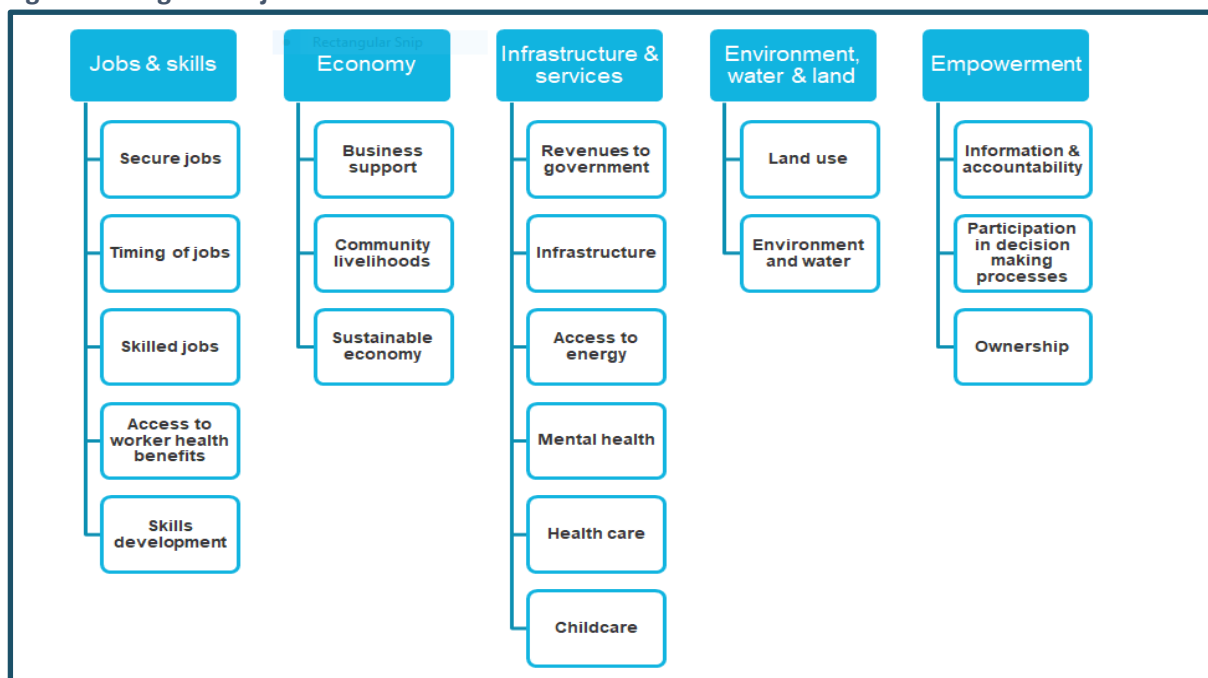 Jobs & skills
Secure jobs
Timing of jobs
Skilled jobs
Access to
worker health
benefits
Skills
development
Rectangular Snip
Economy
Business
support
Community
livelihoods
Sustainable
economy
Infrastructure &
services
Revenues to
government
Infrastructure
Access to
energy
Mental health
Health care
Childcare
Environment,
water & land
Land use
Environment
and water
Empowerment
Information &
accountability
Participation
in decision
making
processes
Ownership